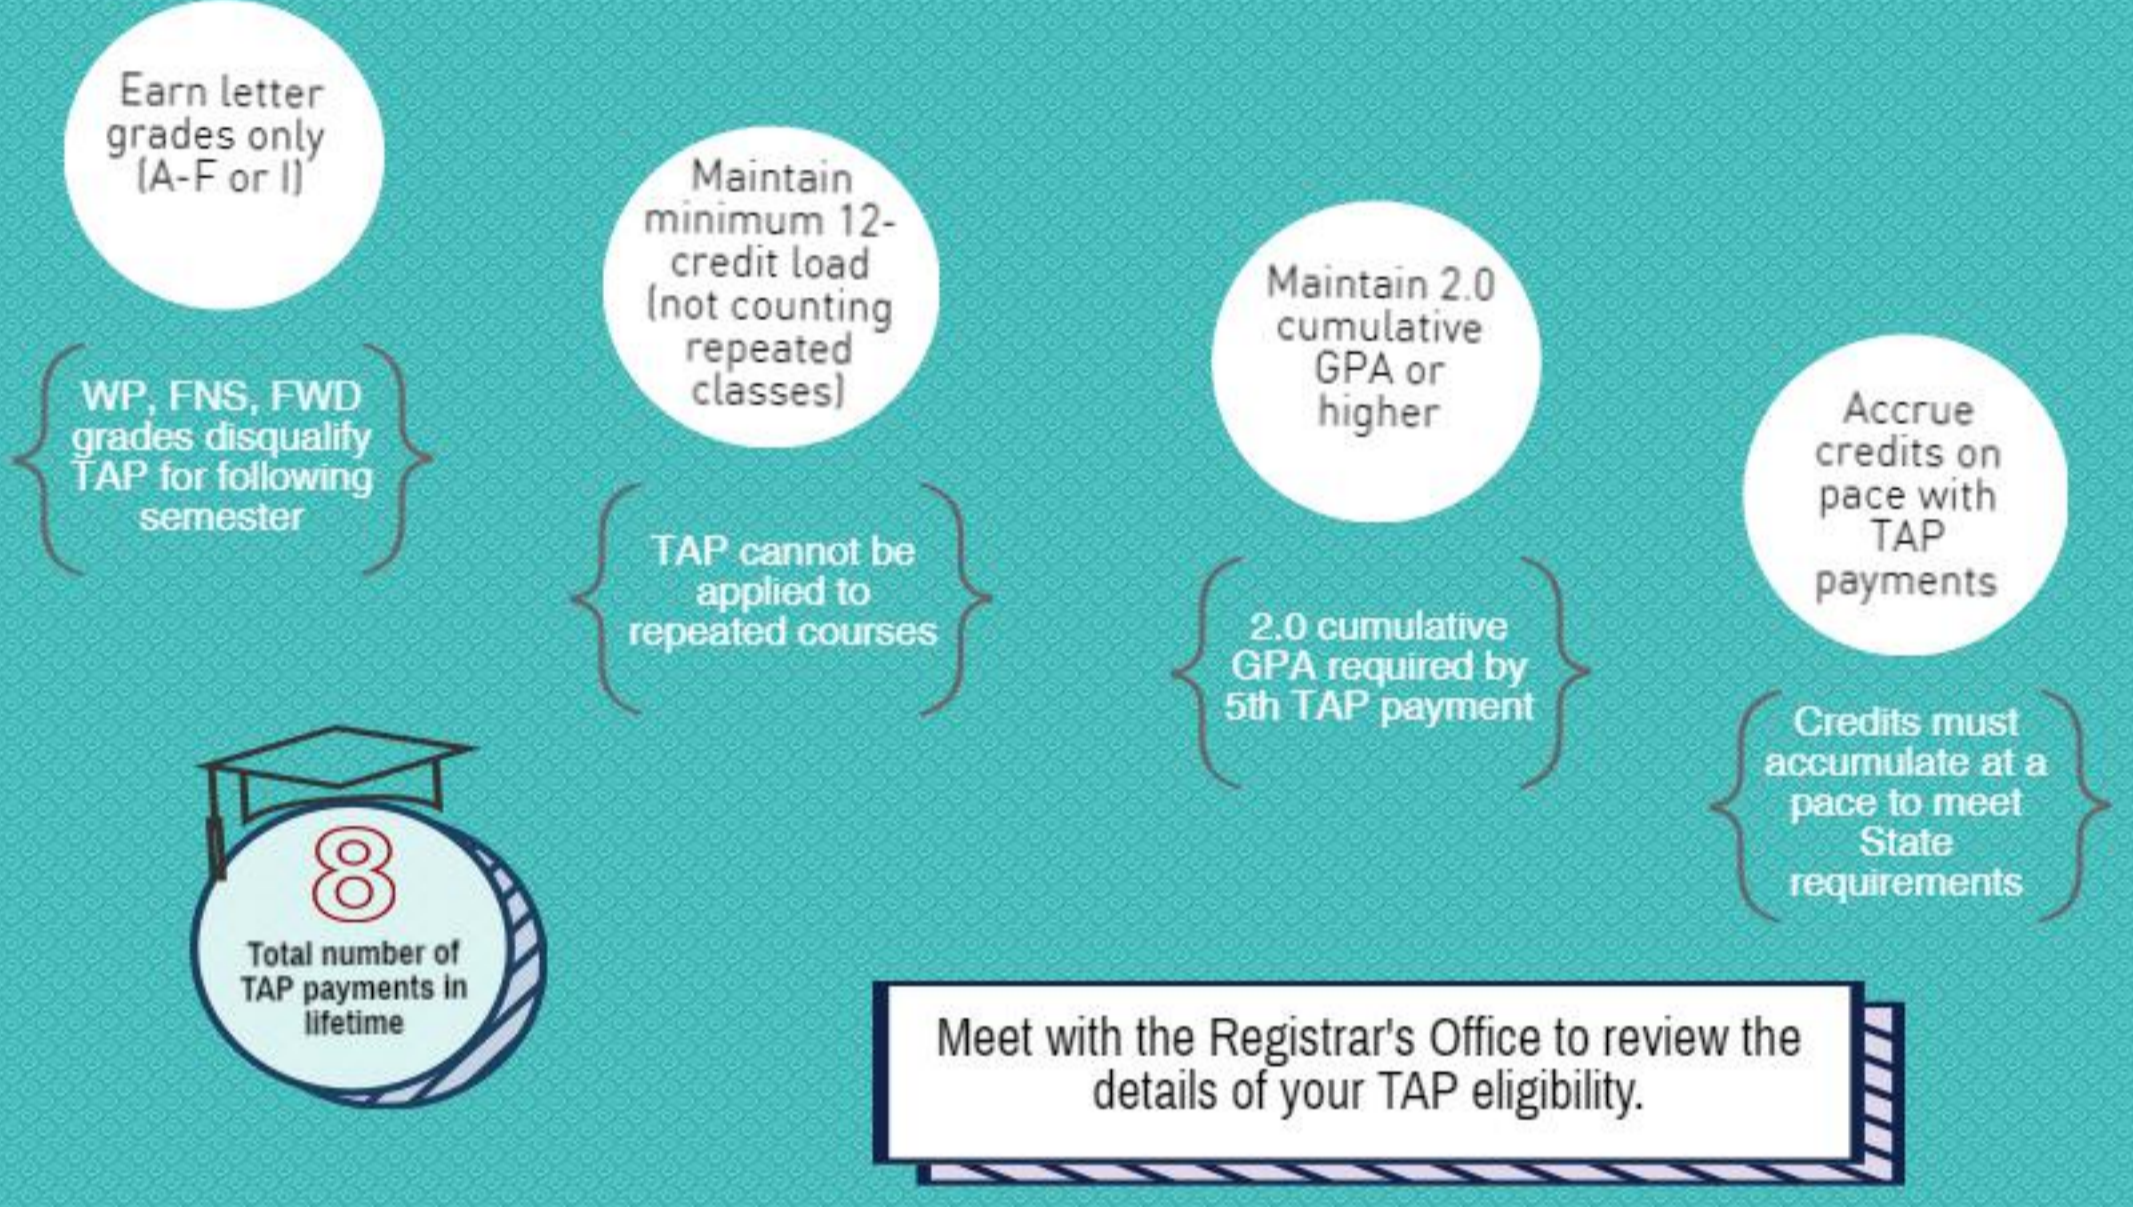 Earn letter
grades only
(A-F or I)
WP, FNS, FWD
grades disqualify
TAP for following
semester
Maintain
minimum 12-
credit load
(not counting
repeated
classes)
TAP cannot be
applied to
repeated courses
Maintain 2.0
cumulative
GPA or
higher
2.0 cumulative
GPA required by
5th TAP payment
Accrue
credits on
pace with
TAP
payments
Credits must
accumulate at a
pace to meet
State
requirements
8
Total number of
TAP payments in
lifetime
Meet with the Registrar's Office to review the
details of your TAP eligibility.